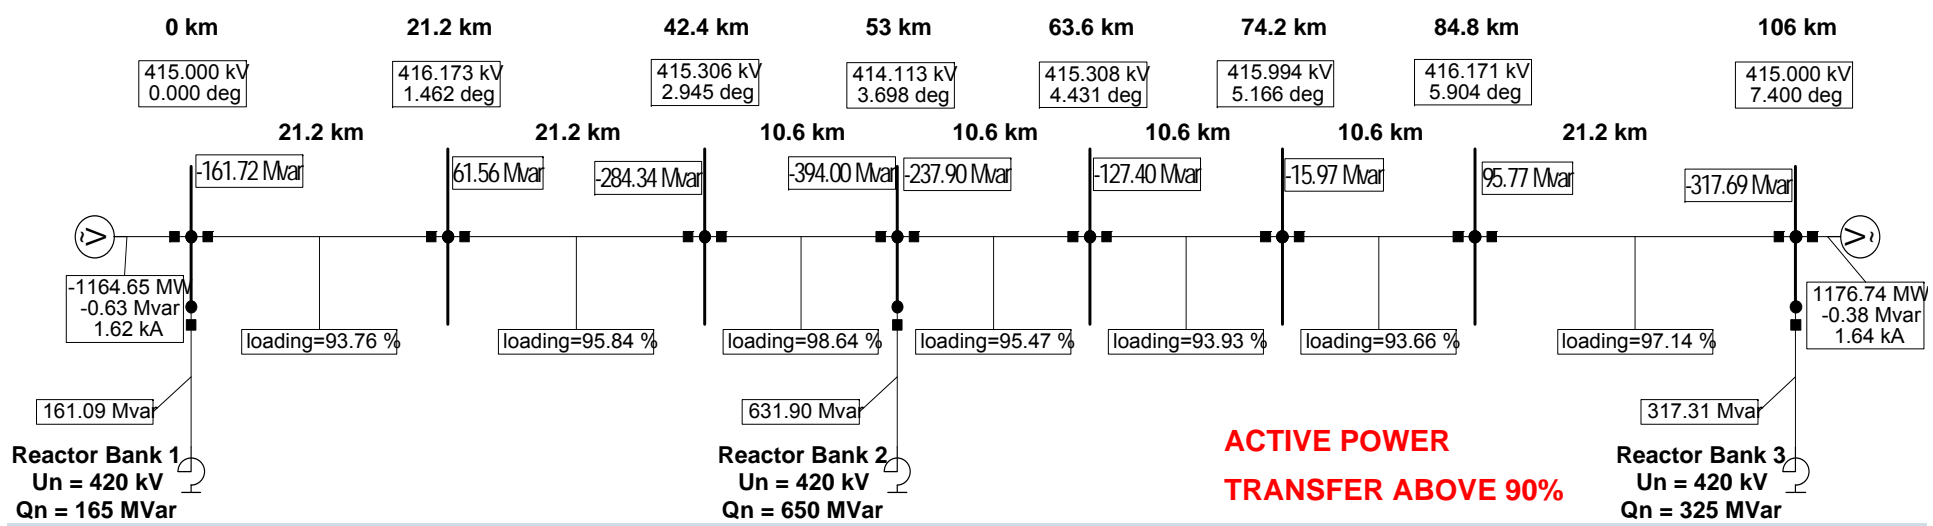 0 km
21.2 km
42.4 km
53 km
63.6 km
74.2 km
84.8 km
106 km
415.000 kV
0.000 deg
416.173 kV
1.462 deg
415.306 kV
2.945 deg
414.113 kV
3.698 deg
415.308 kV
4.431 deg
415.994 kV
5.166 deg
416.171 kV
5.904 deg
415.000 kV
7.400 deg
21.2 km
21.2 km
10.6 km
10.6 km
10.6 km
10.6 km
21.2 km
-161.72 Mvar
61.56 Mvar
-284.34 Mvar
-394.00 Mvar
-237.90 Mvar
-127.40 Mvar
-15.97 Mvar
95.77 Mvar
-317.69 Mvar
V~
V~
-1164.65 MW
-0.63 Mvar
1.62 kA
1176.74 MW
-0.38 Mvar
1.64 kA
loading=93.76 %
loading=95.84 %
loading=98.64 %
loading=95.47 %
loading=93.93 %
loading=93.66 %
loading=97.14 %
161.09 Mvar
631.90 Mvar
317.31 Mvar
Reactor Bank 1
Un = 420 kV
Qn = 165 MVar
Reactor Bank 2
Un = 420 kV
Qn = 650 MVar
ACTIVE POWER
TRANSFER ABOVE 90%
Reactor Bank 3
Un = 420 kV
Qn = 325 MVar